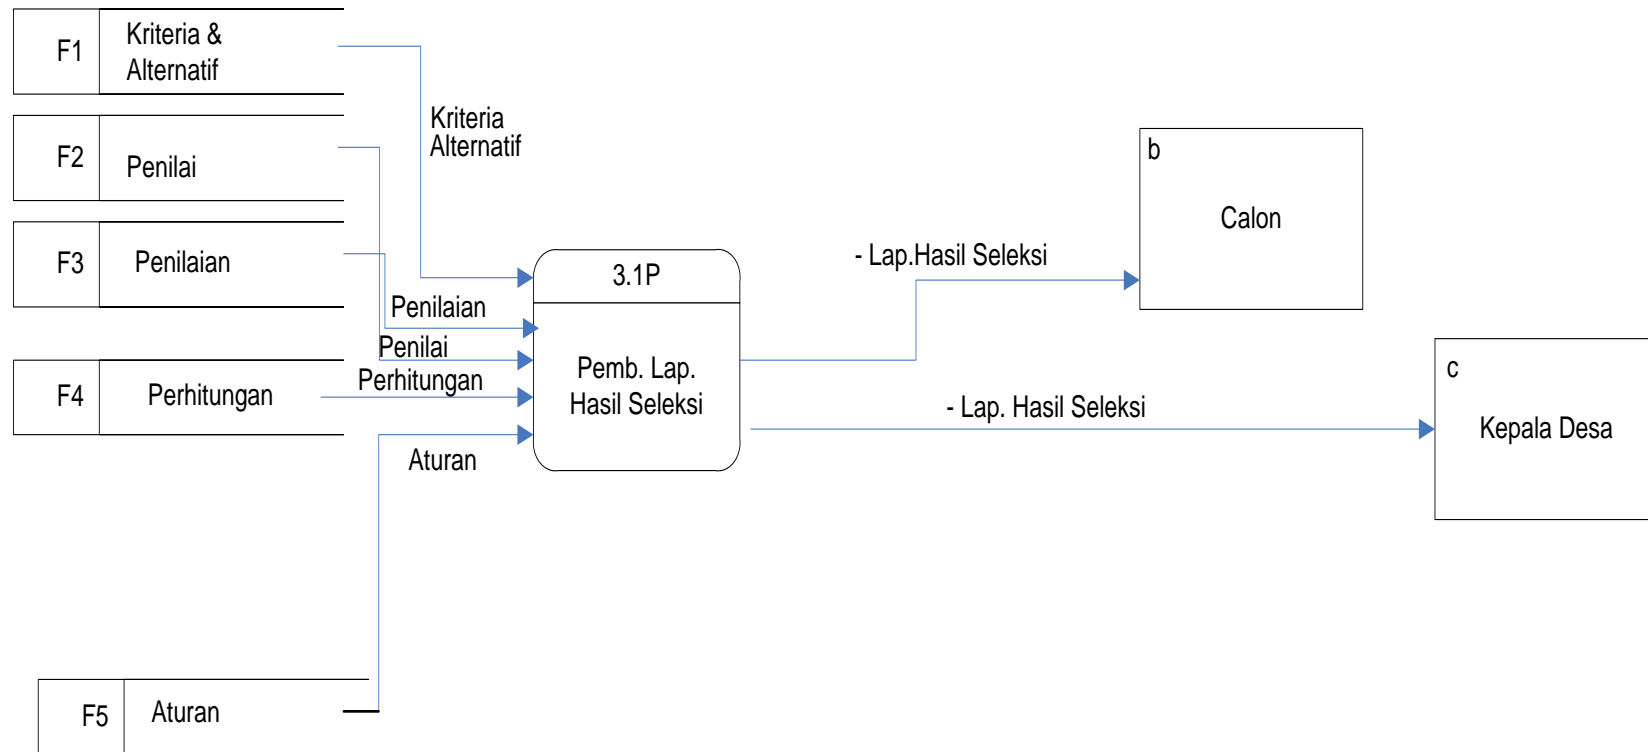 F1
Kriteria &
Alternatif
Kriteria
Alternatif
F2
Penilai
F3
Penilaian
Penilaian
Penilai
F4
Perhitungan
Perhitungan
Aturan
F5
Aturan
3.1P
Pemb. Lap.
Hasil Seleksi
- Lap.Hasil Seleksi
b
Calon
- Lap. Hasil Seleksi
c
Kepala Desa